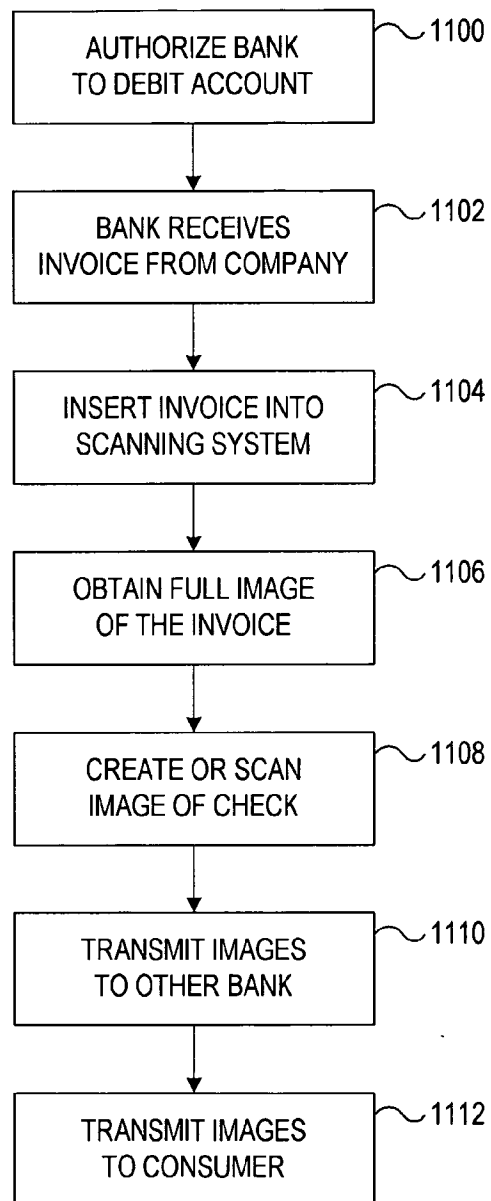 AUTHORIZE BANK
TO DEBIT ACCOUNT
1100
BANK RECEIVES
INVOICE FROM COMPANY
1102
INSERT INVOICE INTO
SCANNING SYSTEM
1104
OBTAIN FULL IMAGE
OF THE INVOICE
1106
CREATE OR SCAN
IMAGE OF CHECK
1108
TRANSMIT IMAGES
TO OTHER BANK
1110
TRANSMIT IMAGES
TO CONSUMER
1112